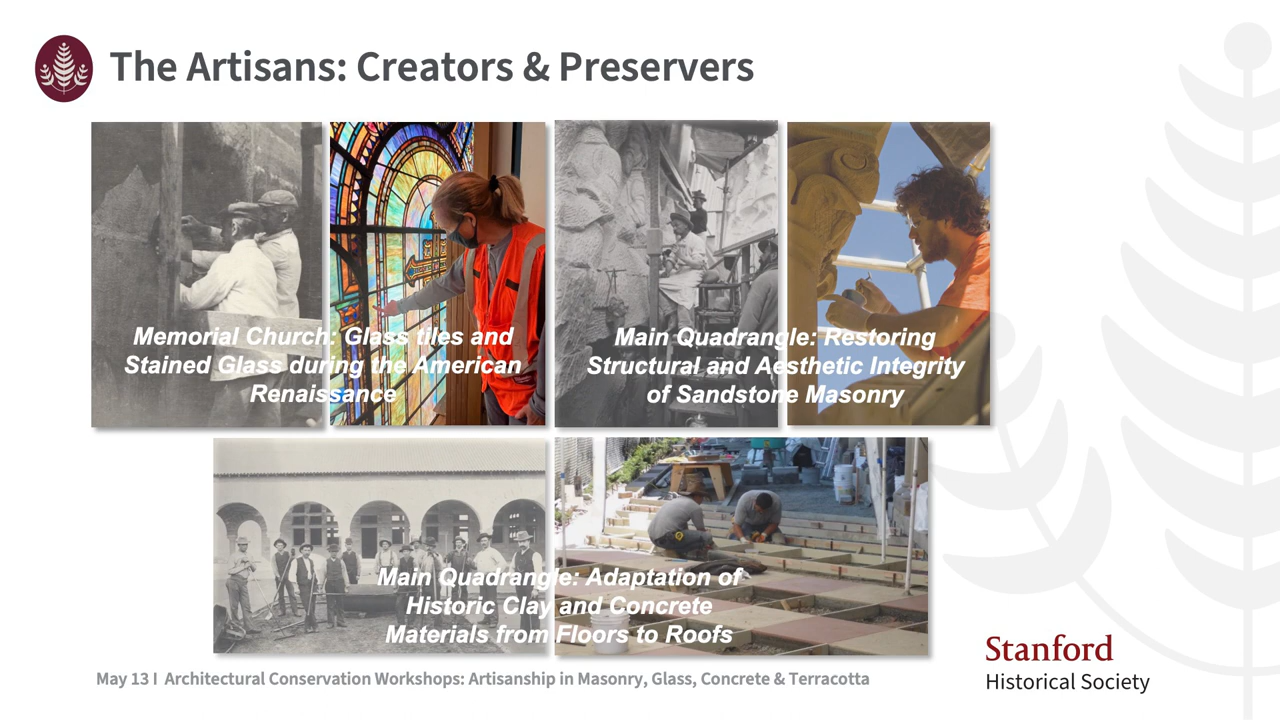 The Artisans: Creators & Preservers
Memorial Church: Glass tiles and
Stained Glass during the American
Renaissance
Main Quadrangle: Restoring
Structural and Aesthetic Integrity
of Sandstone Masonry
Main Quadrangle: Adaptation of
Historic Clay and Concrete
Materials from Floors to Roofs
May 13 I Architectural Conservation Workshops: Artisanship in Masonry, Glass, Concrete & Terracotta
Stanford
Historical Society